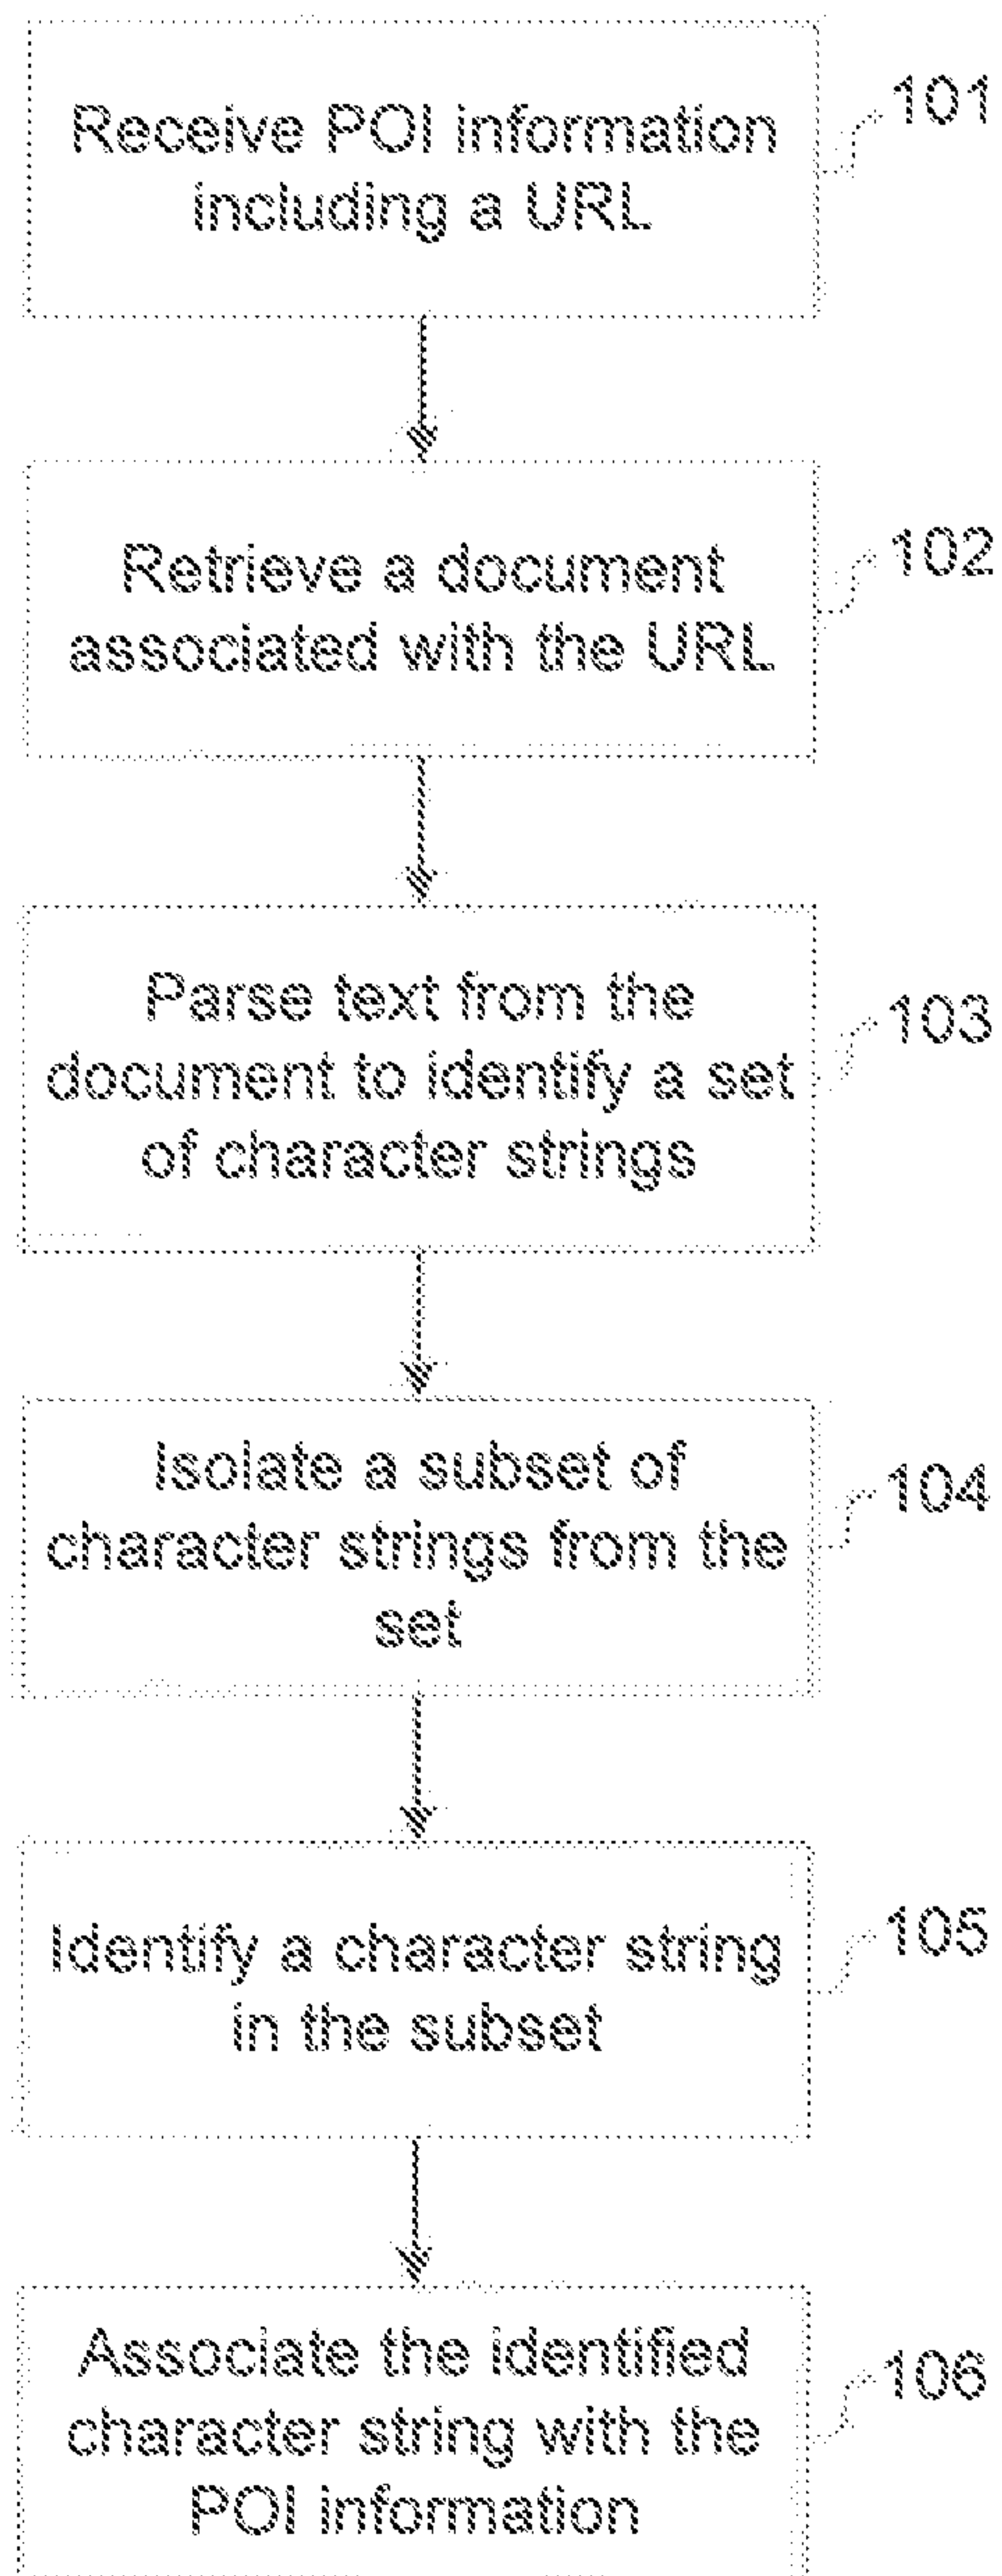 Receive POI information
including a URL
101
Retrieve a document
associated with the URL
102
Parse text from the
document to identify a set
of character strings
103
Isolate a subset of
character strings from the
set
104
Identify a character string
in the subset
105
Associate the identified
character string with the
POI information
106